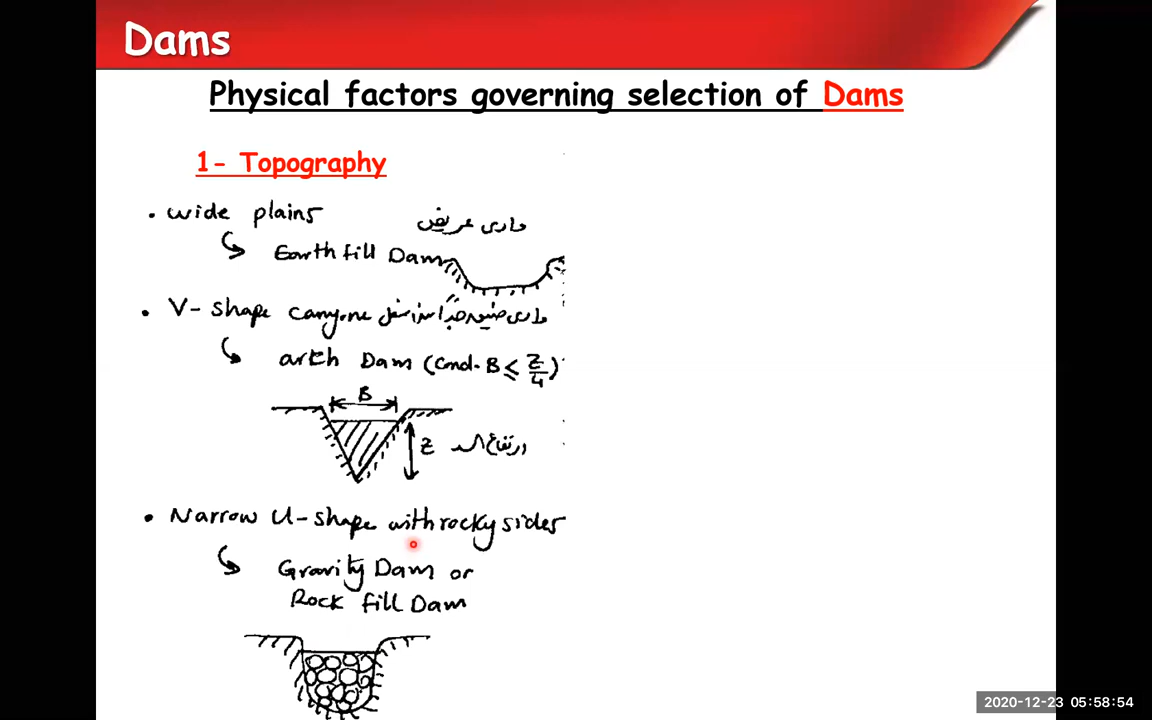 Dams
Physical factors governing selection of Dams
1- Topography
• wide plains
وادى عريض
↳ Earth fill Dam
• V- shape canyone
↳ arch Dam (Cond. B ≤ Z/4)
B
Z ارتفاع السد
• Narrow U-shape with rocky sides
↳ Gravity Dam or
Rock fill Dam
2020-12-23 05:58:54